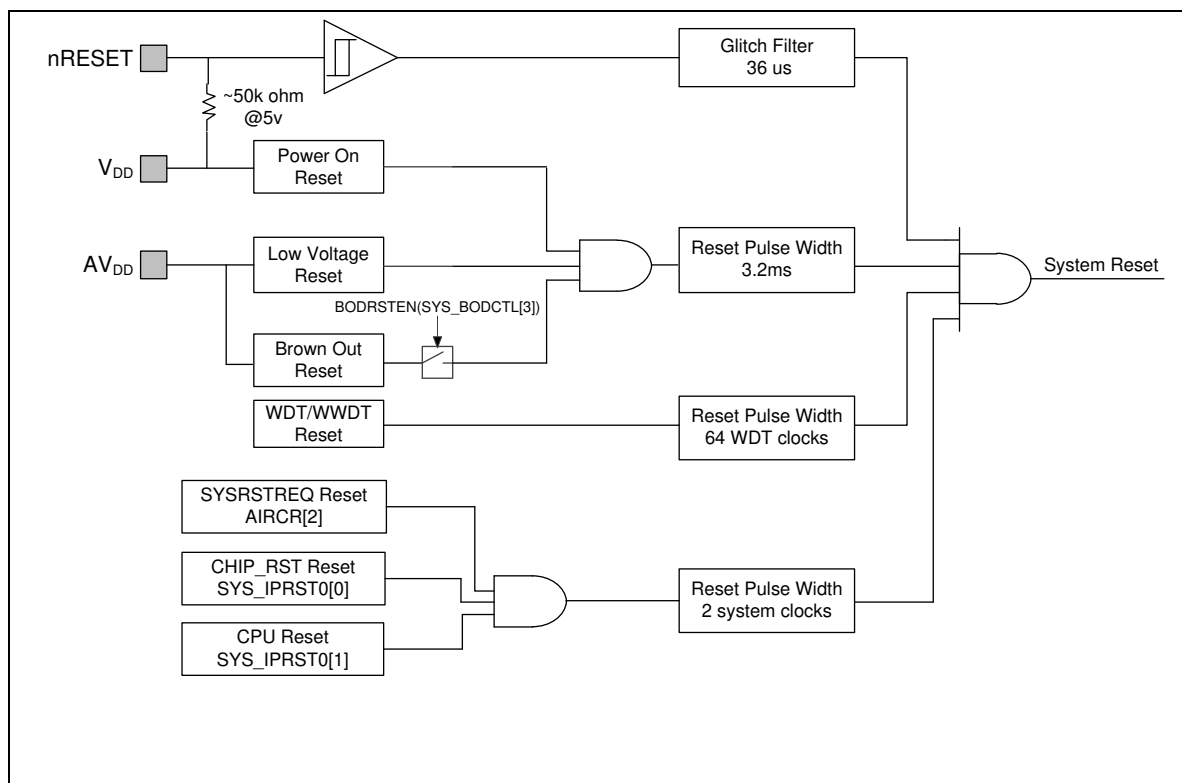 nRESET
~50k ohm
@5v
Glitch Filter
36 us
VDD
Power On
Reset
AVDD
Low Voltage
Reset
Reset Pulse Width
3.2ms
System Reset
BODRSTEN(SYS_BODCTL[3])
Brown Out
Reset
WDT/WWDT
Reset
Reset Pulse Width
64 WDT clocks
SYSRSTREQ Reset
AIRCR[2]
CHIP_RST Reset
SYS_IPRST0[0]
Reset Pulse Width
2 system clocks
CPU Reset
SYS_IPRST0[1]